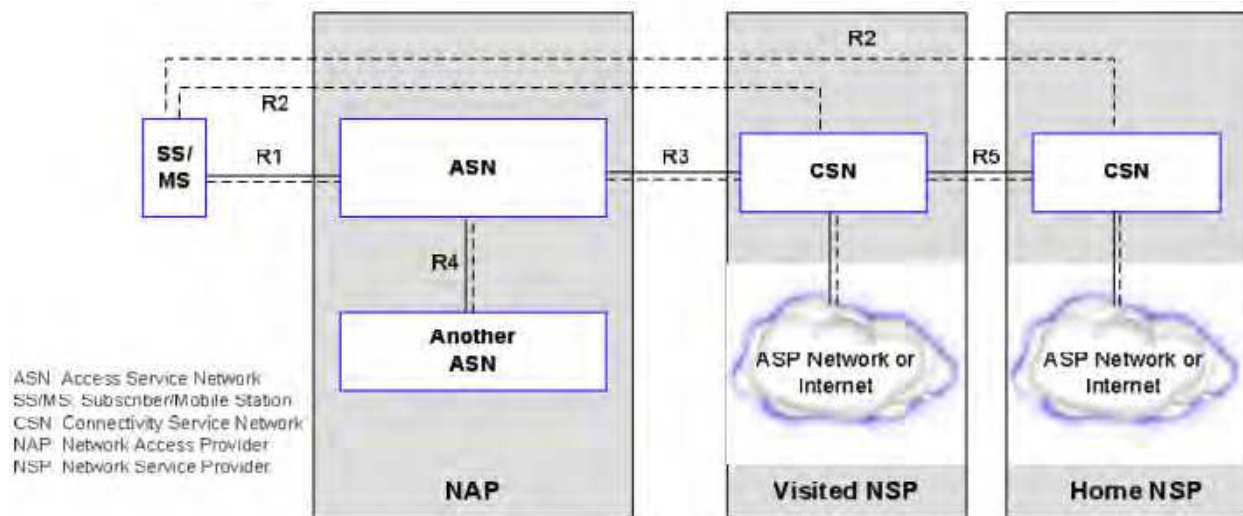 R2
R2
SS/
MS
R1
ASN
R3
CSN
R5
CSN
R4
Another
ASN
ASP Network or
Internet
ASP Network or
Internet
ASN: Access Service Network
SS/MS: Subscriber/Mobile Station
CSN: Connectivity Service Network
NAP: Network Access Provider
NSP: Network Service Provider
NAP
Visited NSP
Home NSP